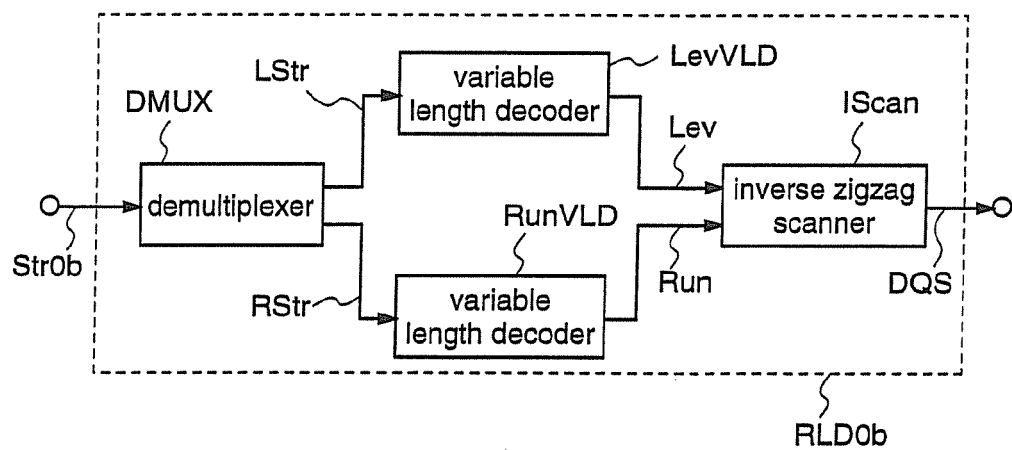 LStr
variable
length decoder
LevVLD
DMUX
Lev
IScan
demultiplexer
RunVLD
inverse zigzag
scanner
Str0b
RStr
variable
length decoder
Run
DQS
RLD0b